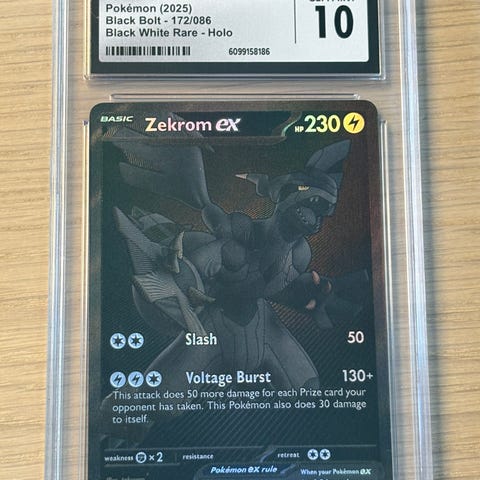 Pokémon (2025)
Black Bolt - 172/086
Black White Rare - Holo
10
6099158186
BASIC Zekrom ex HP 230
Slash 50
Voltage Burst 130+
This attack does 50 more damage for each Prize card your
opponent has taken. This Pokémon also does 30 damage
to itself.
weakness × 2 resistance retreat
Pokémon ex rule
When your Pokémon ex